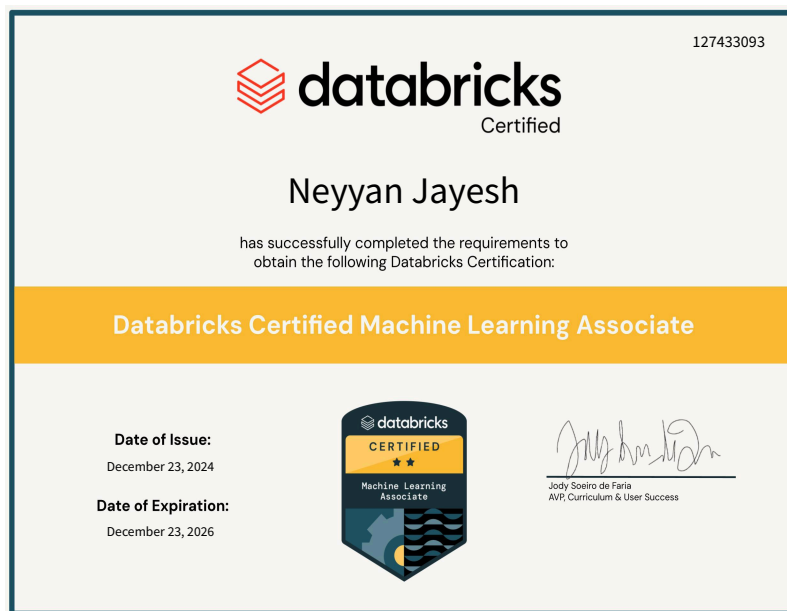 127433093
databricks
Certified
Neyyan Jayesh
has successfully completed the requirements to
obtain the following Databricks Certification:
Databricks Certified Machine Learning Associate
Date of Issue:
December 23, 2024
Date of Expiration:
December 23, 2026
databricks
CERTIFIED
Machine Learning
Associate
Jody Soeiro de Faria
AVP, Curriculum & User Success